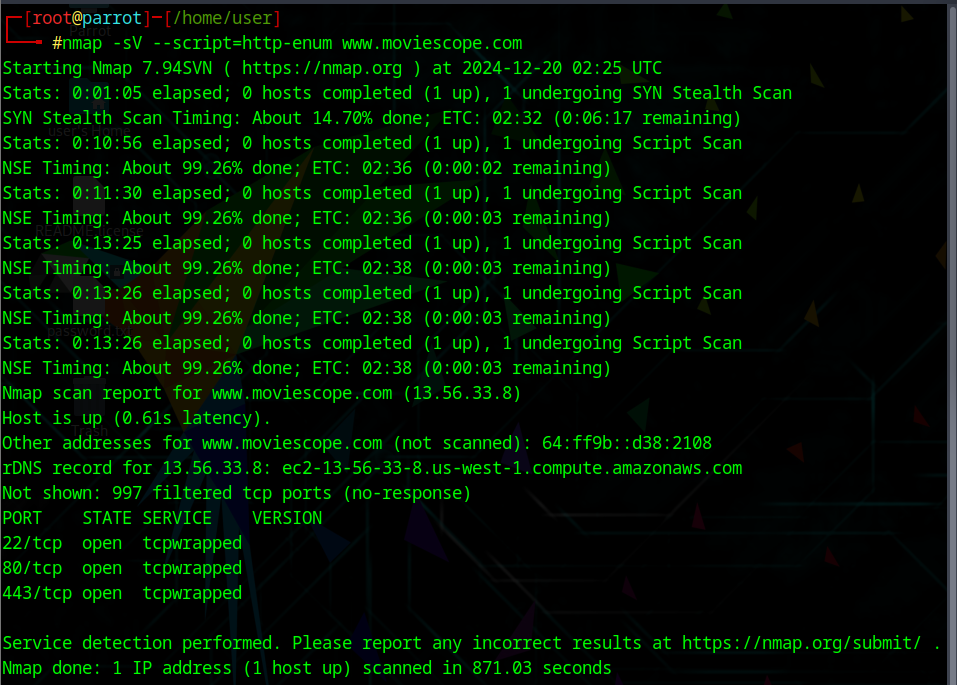 [root@parrot]-[/home/user]
#nmap -sV --script=http-enum www.moviescope.com
Starting Nmap 7.94SVN ( https://nmap.org ) at 2024-12-20 02:25 UTC
Stats: 0:01:05 elapsed; 0 hosts completed (1 up), 1 undergoing SYN Stealth Scan
SYN Stealth Scan Timing: About 14.70% done; ETC: 02:32 (0:06:17 remaining)
Stats: 0:10:56 elapsed; 0 hosts completed (1 up), 1 undergoing Script Scan
NSE Timing: About 99.26% done; ETC: 02:36 (0:00:02 remaining)
Stats: 0:11:30 elapsed; 0 hosts completed (1 up), 1 undergoing Script Scan
NSE Timing: About 99.26% done; ETC: 02:36 (0:00:03 remaining)
Stats: 0:13:25 elapsed; 0 hosts completed (1 up), 1 undergoing Script Scan
NSE Timing: About 99.26% done; ETC: 02:38 (0:00:03 remaining)
Stats: 0:13:26 elapsed; 0 hosts completed (1 up), 1 undergoing Script Scan
NSE Timing: About 99.26% done; ETC: 02:38 (0:00:03 remaining)
Stats: 0:13:26 elapsed; 0 hosts completed (1 up), 1 undergoing Script Scan
NSE Timing: About 99.26% done; ETC: 02:38 (0:00:03 remaining)
Nmap scan report for www.moviescope.com (13.56.33.8)
Host is up (0.61s latency).
Other addresses for www.moviescope.com (not scanned): 64:ff9b::d38:2108
rDNS record for 13.56.33.8: ec2-13-56-33-8.us-west-1.compute.amazonaws.com
Not shown: 997 filtered tcp ports (no-response)
PORT    STATE SERVICE    VERSION
22/tcp  open  tcpwrapped
80/tcp  open  tcpwrapped
443/tcp open  tcpwrapped
Service detection performed. Please report any incorrect results at https://nmap.org/submit/ .
Nmap done: 1 IP address (1 host up) scanned in 871.03 seconds